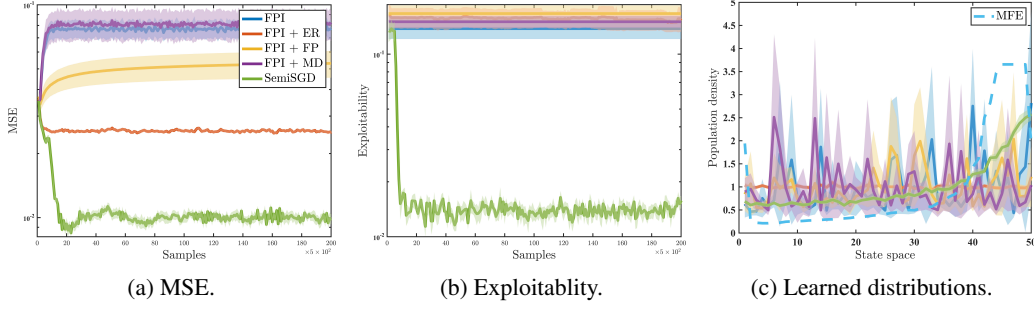 10⁻¹
FPI
FPI + ER
FPI + FP
FPI + MD
SemiSGD
MSE
10⁻²
0 20 40 60 80 100 120 140 160 180 200
Samples
×5 × 10²
(a) MSE.
10⁻¹
Exploitability
10⁻²
0 20 40 60 80 100 120 140 160 180 200
Samples
×5 × 10²
(b) Exploitablity.
5
4.5
4
3.5
3
2.5
2
1.5
1
0.5
0
MFE
Population density
0 10 20 30 40 50
State space
(c) Learned distributions.